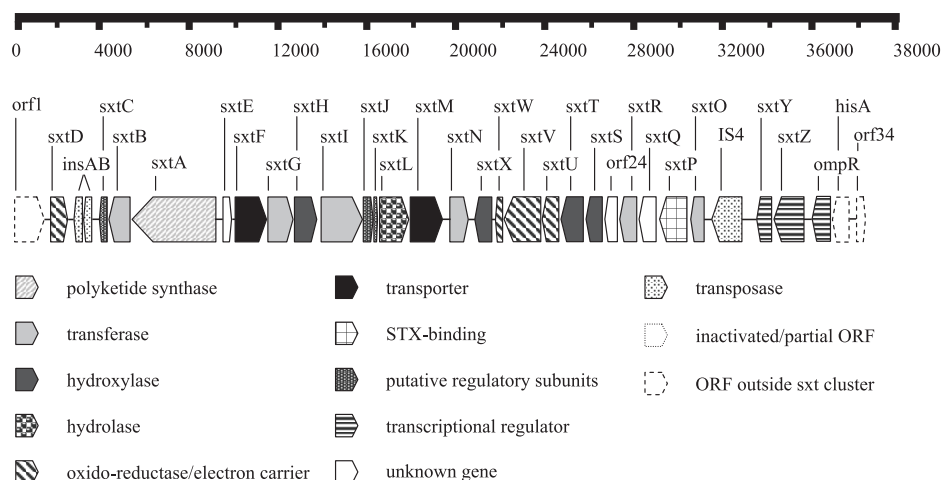 0 4000 8000 12000 16000 20000 24000 28000 32000 36000 38000
orf1 sxtC sxtE sxtH sxtJ sxtM sxtW sxtT sxtR sxtO sxtY hisA
sxtD sxtB sxtF sxtI sxtK sxtN sxtV sxtS sxtQ IS4 sxtZ orf34
insAB sxtA sxtG sxtL sxtX sxtU orf24 sxtP ompR
polyketide synthase transporter transposase
transferase STX-binding inactivated/partial ORF
hydroxylase putative regulatory subunits ORF outside sxt cluster
hydrolase transcriptional regulator
oxido-reductase/electron carrier unknown gene